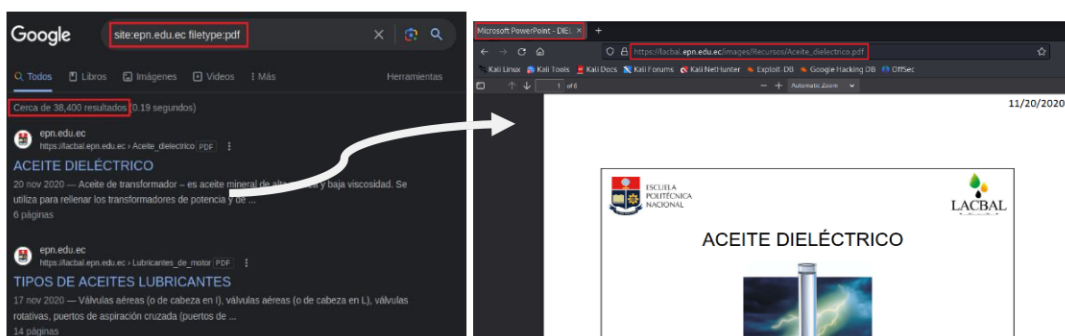 Google
site:epn.edu.ec filetype:pdf
Todos
Libros
Imágenes
Videos
Más
Herramientas
Cerca de 38,400 resultados (0.19 segundos)
epn.edu.ec
https://lacbal.epn.edu.ec › Aceite_dielectrico PDF
ACEITE DIELÉCTRICO
20 nov 2020 — Aceite de transformador – es aceite mineral de alta y baja viscosidad. Se
utiliza para rellenar los transformadores de potencia y de ...
6 páginas
epn.edu.ec
https://lacbal.epn.edu.ec › Lubricantes_de_motor PDF
TIPOS DE ACEITES LUBRICANTES
17 nov 2020 — Válvulas aéreas (o de cabeza en I), válvulas aéreas (o de cabeza en L), válvulas
rotativas, puertos de aspiración cruzada (puertos de ...
14 páginas
Microsoft PowerPoint - DIEL
https://lacbal.epn.edu.ec/images/Recursos/Aceite_dielectrico.pdf
Kali Linux Kali Tools Kali Docs Kali Forums Kali NetHunter Exploit-DB Google Hacking DB OffSec
1 of 6
Automatic Zoom
11/20/2020
ESCUELA
POLITÉCNICA
NACIONAL
LACBAL
ACEITE DIELÉCTRICO